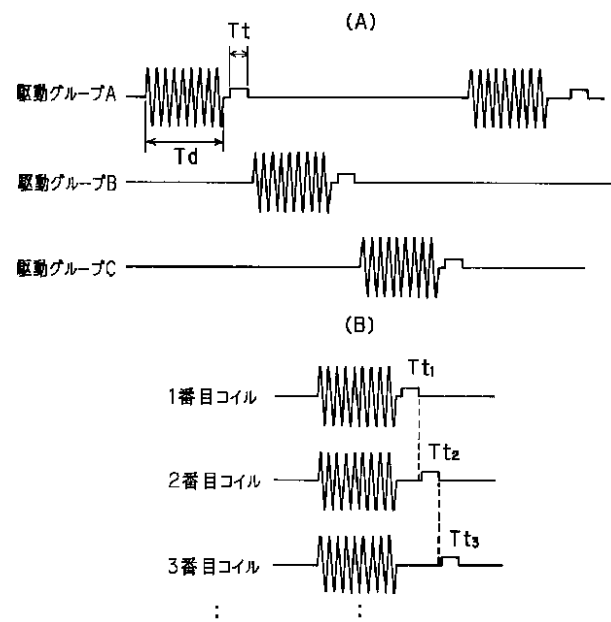 (A)
Tt
駆動グループA
Td
駆動グループB
駆動グループC
(B)
Tt₁
1番目コイル
Tt₂
2番目コイル
Tt₃
3番目コイル
: :